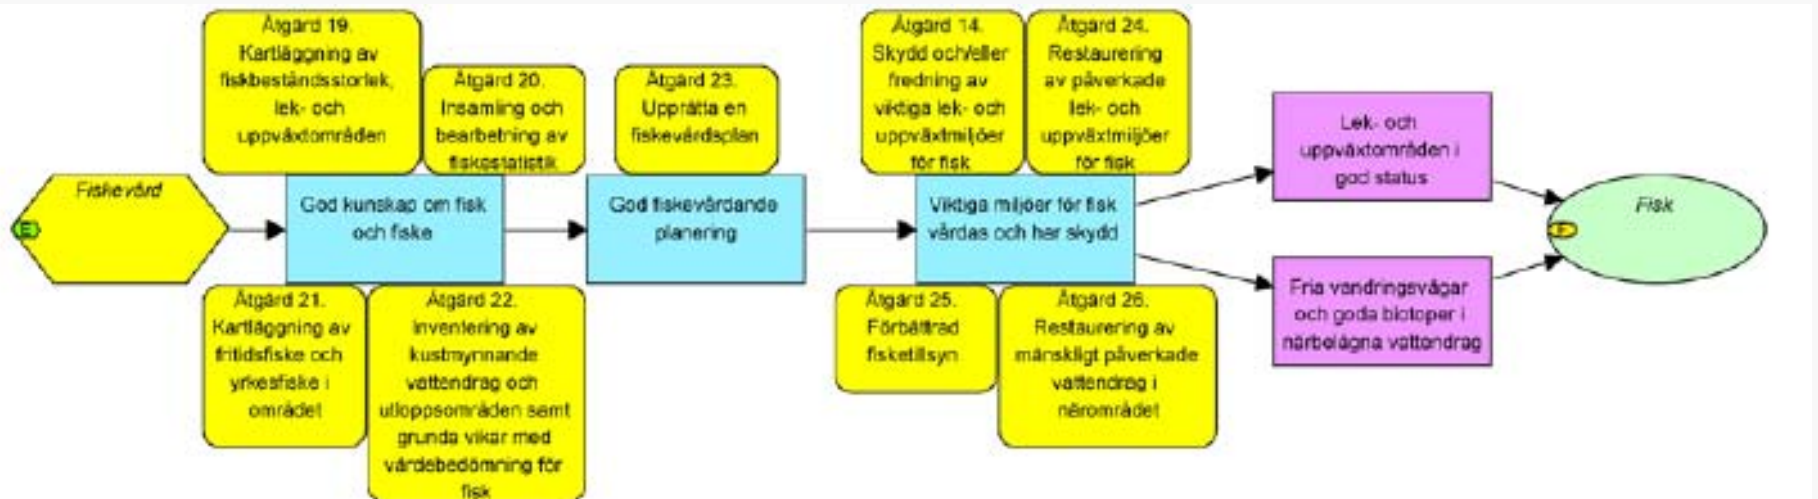 Åtgärd 19.
Kartläggning av
fiskbeståndsstorlek,
lek- och
uppväxtområden
Åtgärd 20.
Insamling och
bearbetning av
fiskestatistik
Åtgärd 23.
Upprätta en
fiskevårdsplan
Åtgärd 14.
Skydd och/eller
fredning av
viktiga lek- och
uppväxtmiljöer
för fisk
Åtgärd 24.
Restaurering
av påverkade
lek- och
uppväxtmiljöer
för fisk
Fiskevård
E
God kunskap om fisk
och fiske
God fiskevårdande
planering
Viktiga miljöer för fisk
vårdas och har skydd
Lek- och
uppväxtområden i
god status
Fria vandringsvägar
och goda biotoper i
närbelägna vattendrag
Fisk
F
Åtgärd 21.
Kartläggning av
fritidsfiske och
yrkesfiske i
området
Åtgärd 22.
Inventering av
kustmynnande
vattendrag och
utloppsområden samt
grunda vikar med
värdebedömning för
fisk
Åtgärd 25.
Förbättrad
fisketillsyn
Åtgärd 26.
Restaurering av
mänskligt påverkade
vattendrag i
närområdet